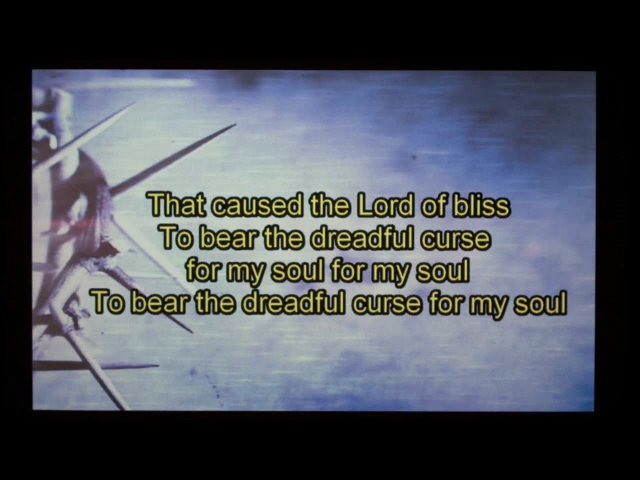 That caused the Lord of bliss
To bear the dreadful curse
for my soul for my soul
To bear the dreadful curse for my soul